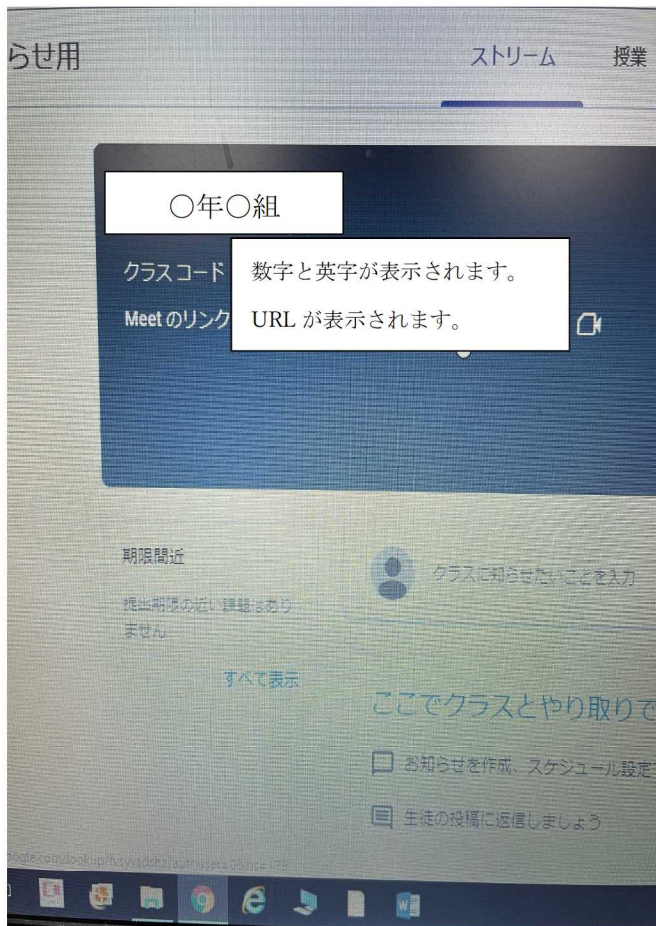 らせ用
ストリーム
授業
〇年〇組
クラス コード
数字と英字が表示されます。
Meet のリンク
URL が表示されます。
期限間近
クラスに知らせたいことを入力
提出期限の近い課題はあり
ません
すべて表示
ここでクラスとやり取りで
お知らせを作成、スケジュール設定
生徒の投稿に返信しましょう